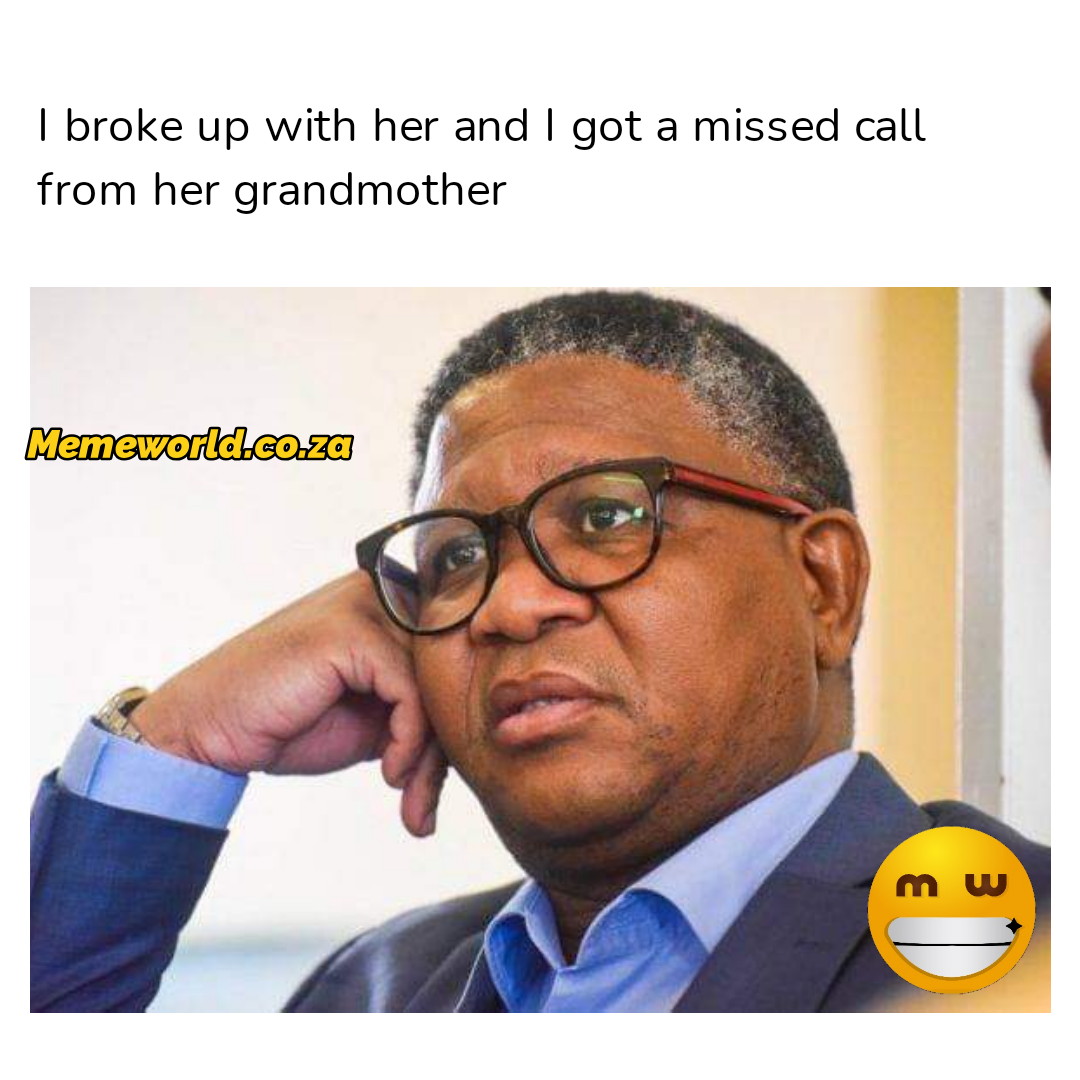 I broke up with her and I got a missed call
from her grandmother
Memeworld.co.za
m w